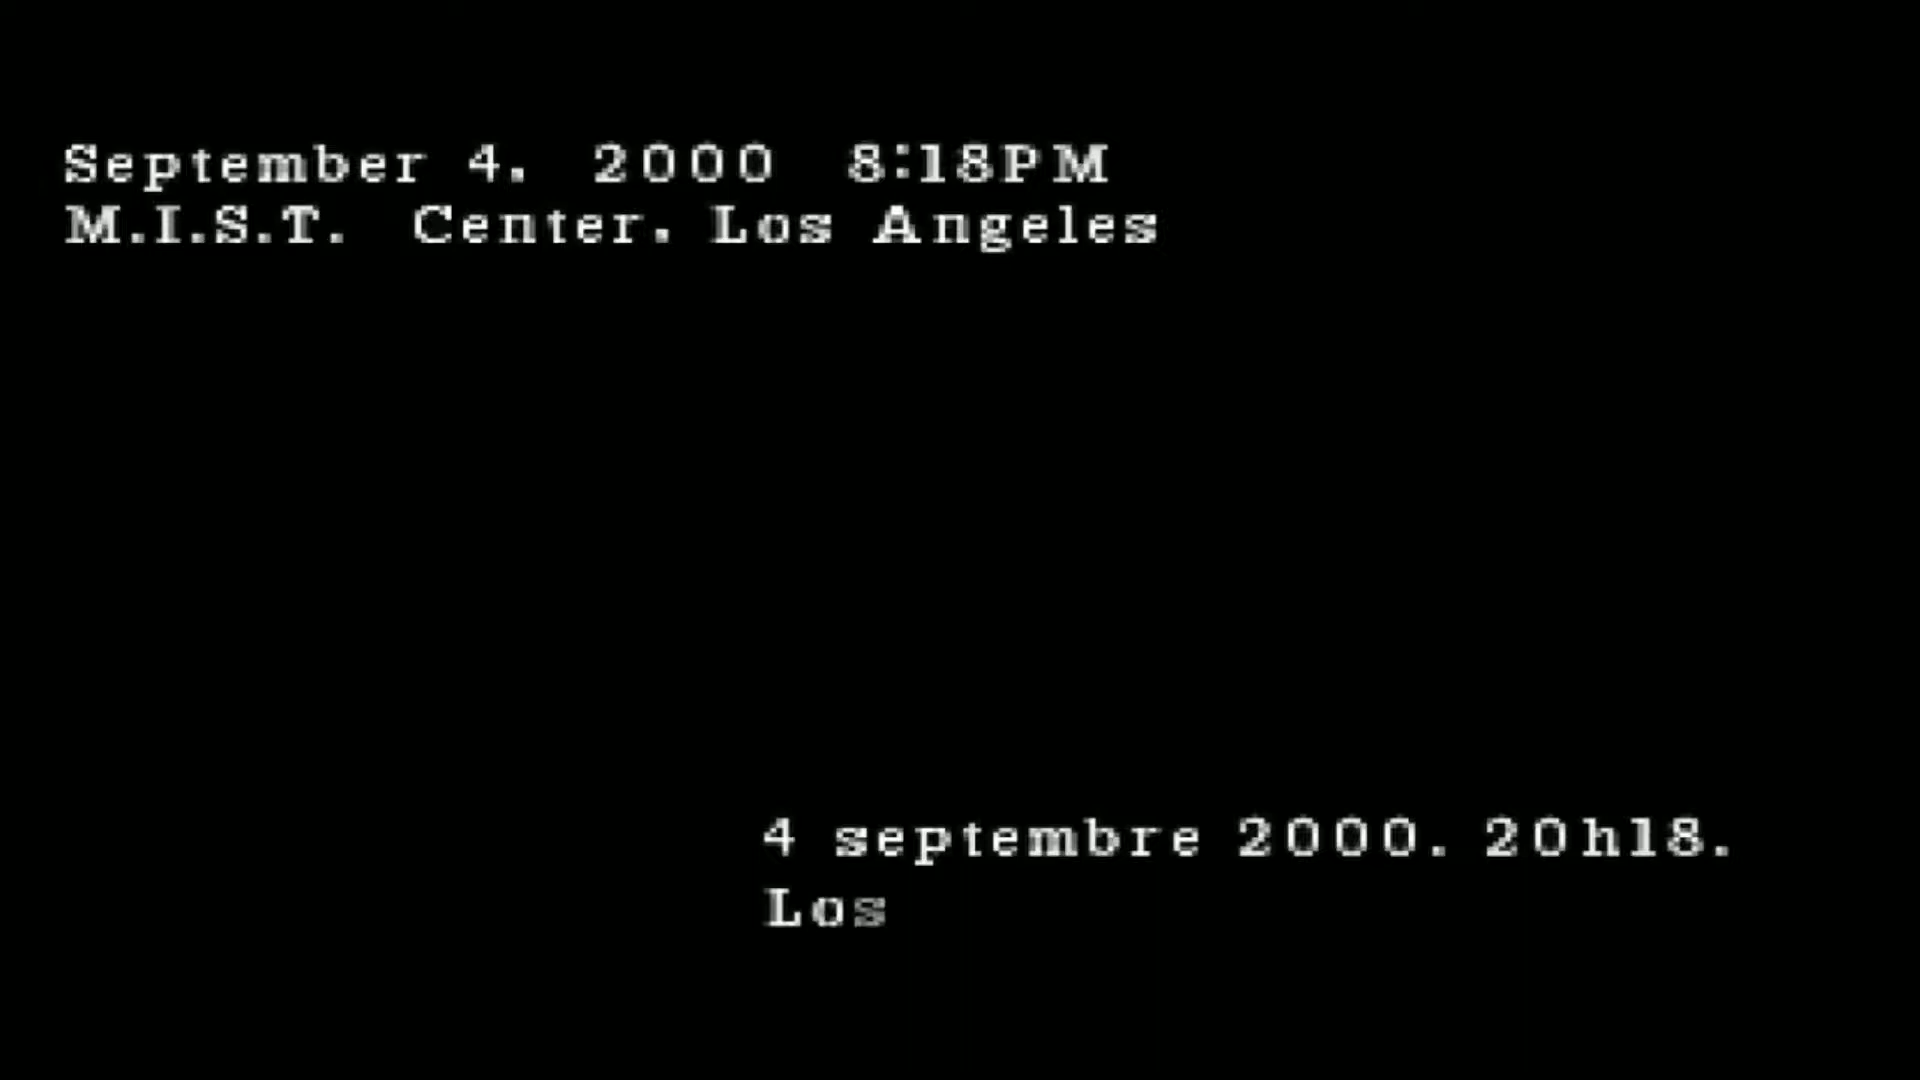 September 4. 2000 8:18PM
M.I.S.T. Center. Los Angeles
4 septembre 2000. 20h18.
Los